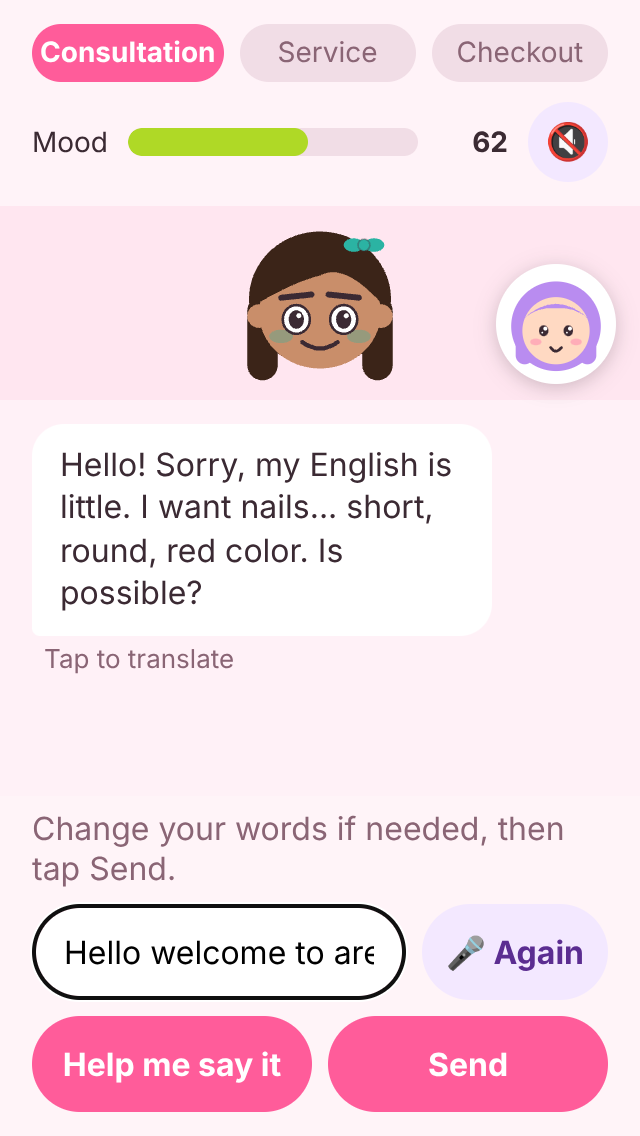 Consultation
Service
Checkout
Mood
62
Hello! Sorry, my English is
little. I want nails... short,
round, red color. Is
possible?
Tap to translate
Change your words if needed, then
tap Send.
Hello welcome to are
Again
Help me say it
Send